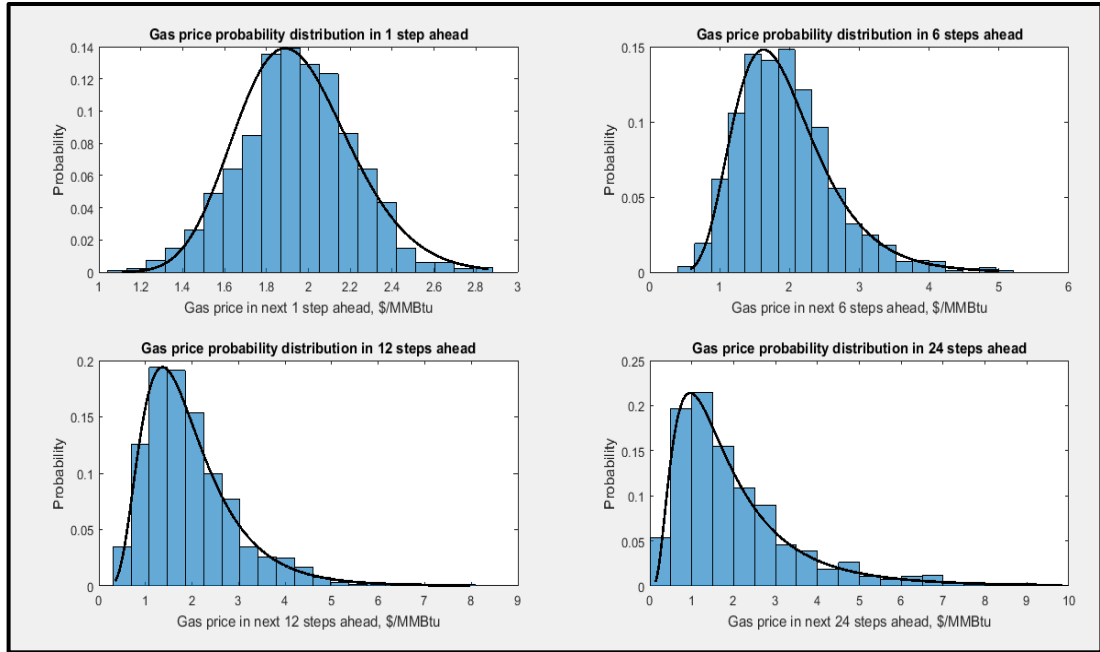 Gas price probability distribution in 1 step ahead
0.14
0.12
0.1
0.08
0.06
0.04
0.02
0
Probability
1 1.2 1.4 1.6 1.8 2 2.2 2.4 2.6 2.8 3
Gas price in next 1 step ahead, $/MMBtu
Gas price probability distribution in 6 steps ahead
0.15
0.1
0.05
0
Probability
0 1 2 3 4 5 6
Gas price in next 6 steps ahead, $/MMBtu
Gas price probability distribution in 12 steps ahead
0.2
0.15
0.1
0.05
0
Probability
0 1 2 3 4 5 6 7 8 9
Gas price in next 12 steps ahead, $/MMBtu
Gas price probability distribution in 24 steps ahead
0.25
0.2
0.15
0.1
0.05
0
Probability
0 1 2 3 4 5 6 7 8 9 10
Gas price in next 24 steps ahead, $/MMBtu